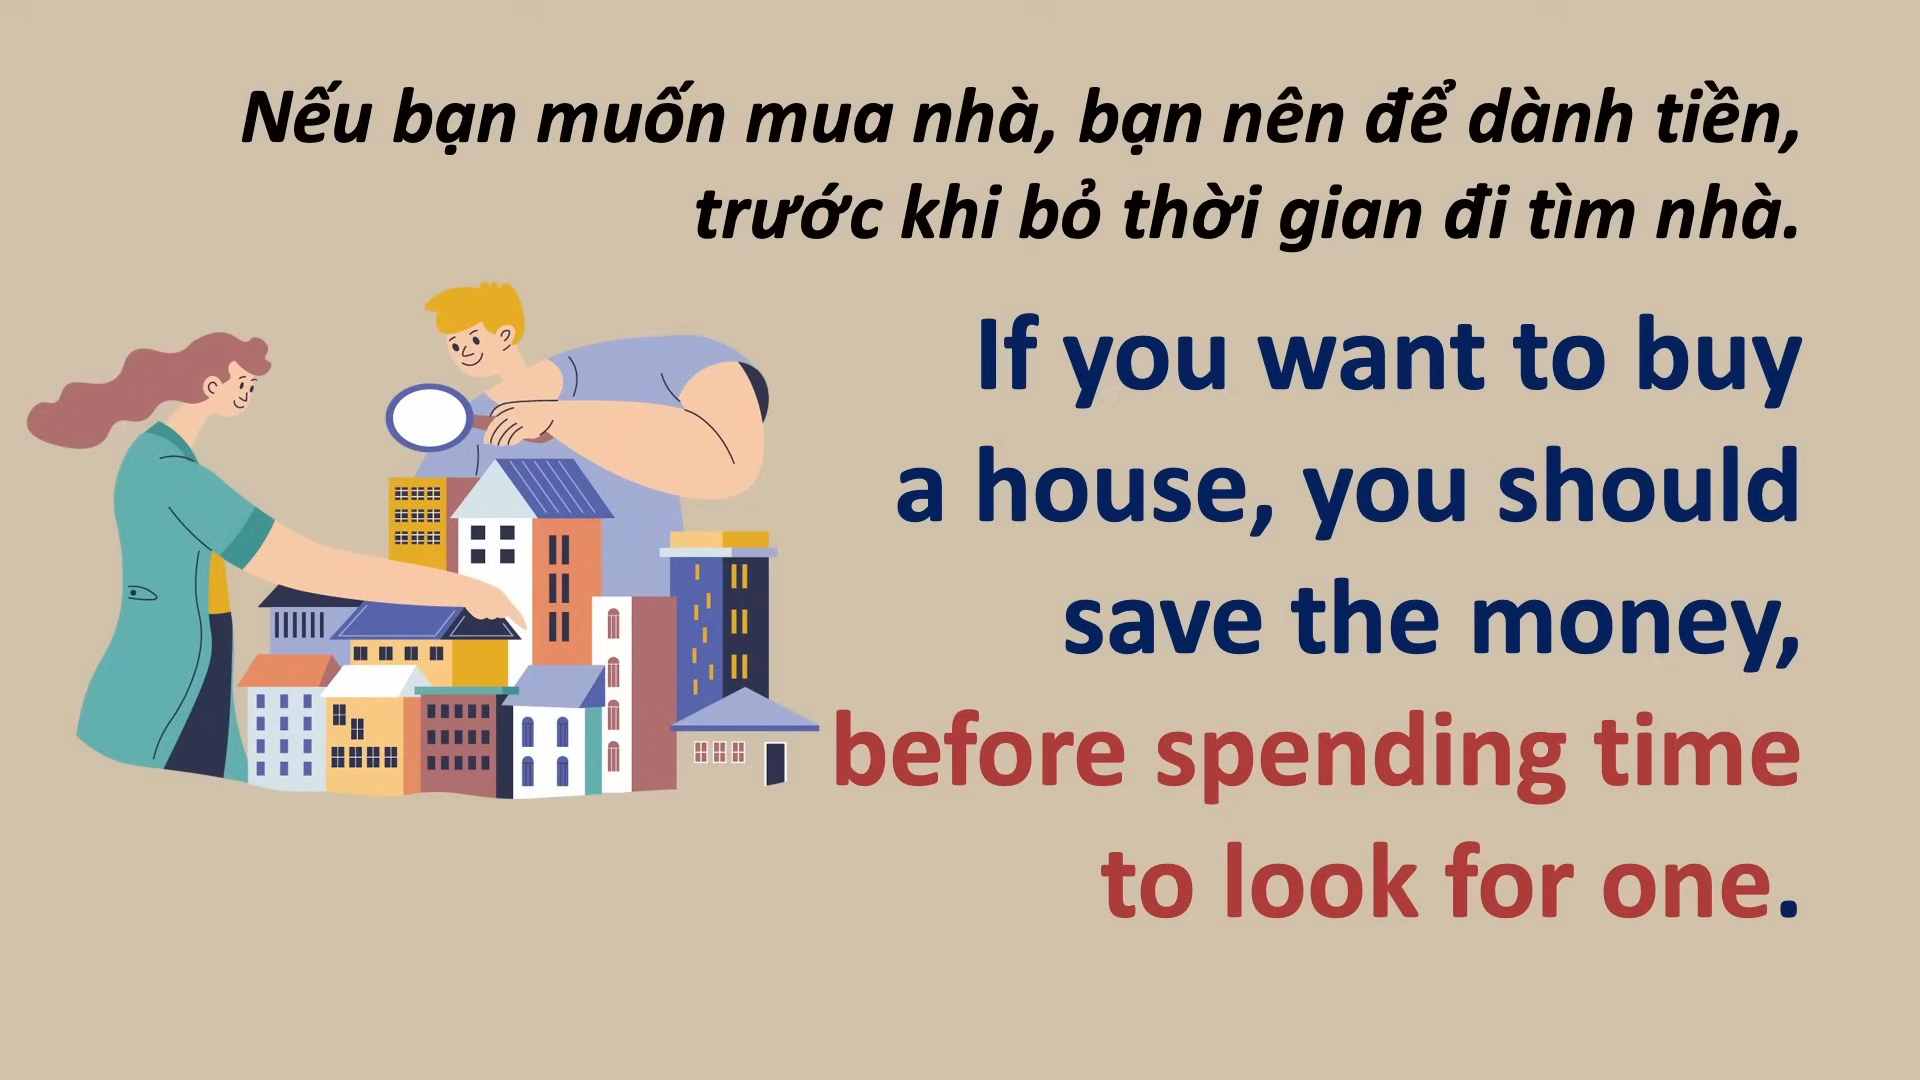 Nếu bạn muốn mua nhà, bạn nên để dành tiền,
trước khi bỏ thời gian đi tìm nhà.
If you want to buy
a house, you should
save the money,
before spending time
to look for one.